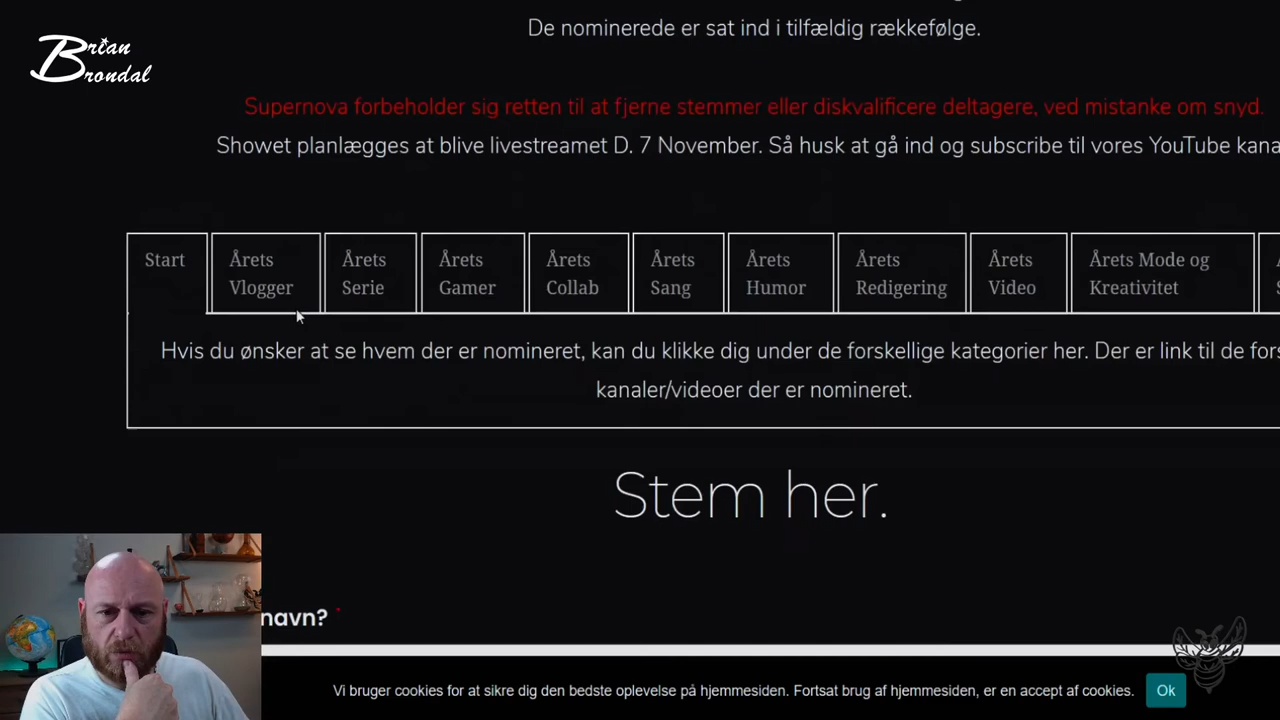 Brian
Brondal
De nominerede er sat ind i tilfældig rækkefølge.
Supernova forbeholder sig retten til at fjerne stemmer eller diskvalificere deltagere, ved mistanke om snyd.
Showet planlægges at blive livestreamet D. 7 November. Så husk at gå ind og subscribe til vores YouTube kana
Start
Årets
Vlogger
Årets
Serie
Årets
Gamer
Årets
Collab
Årets
Sang
Årets
Humor
Årets
Redigering
Årets
Video
Årets Mode og
Kreativitet
Hvis du ønsker at se hvem der er nomineret, kan du klikke dig under de forskellige kategorier her. Der er link til de fors
kanaler/videoer der er nomineret.
Stem her.
navn? *
Vi bruger cookies for at sikre dig den bedste oplevelse på hjemmesiden. Fortsat brug af hjemmesiden, er en accept af cookies.
Ok